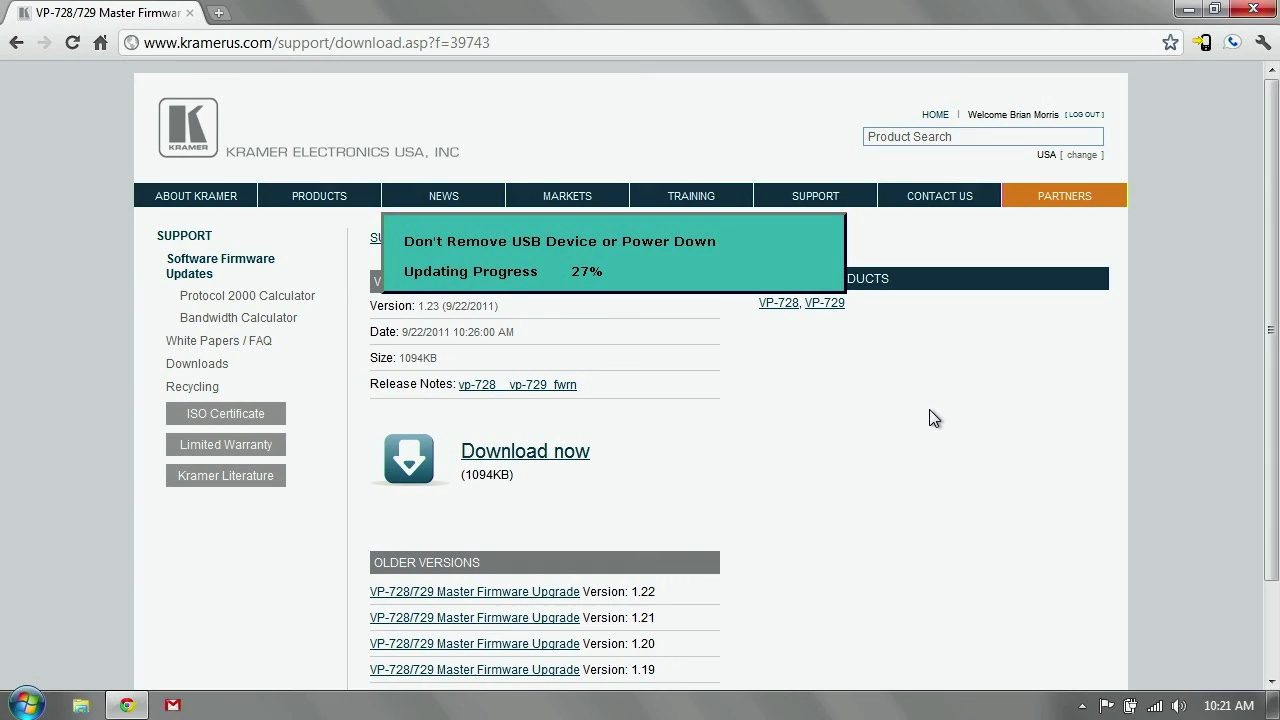 VP-728/729 Master Firmwar
www.kramerus.com/support/download.asp?f=39743
KRAMER
KRAMER ELECTRONICS USA, INC
HOME | Welcome Brian Morris [ LOG OUT ]
Product Search
USA [ change ]
ABOUT KRAMER PRODUCTS NEWS MARKETS TRAINING SUPPORT CONTACT US PARTNERS
SUPPORT
Software Firmware
Updates
Protocol 2000 Calculator
Bandwidth Calculator
White Papers / FAQ
Downloads
Recycling
ISO Certificate
Limited Warranty
Kramer Literature
SU
Don't Remove USB Device or Power Down
Updating Progress 27%
V
Version: 1.23 (9/22/2011)
Date: 9/22/2011 10:26:00 AM
Size: 1094KB
Release Notes: vp-728__vp-729_fwrn
Download now
(1094KB)
OLDER VERSIONS
VP-728/729 Master Firmware Upgrade Version: 1.22
VP-728/729 Master Firmware Upgrade Version: 1.21
VP-728/729 Master Firmware Upgrade Version: 1.20
VP-728/729 Master Firmware Upgrade Version: 1.19
DUCTS
VP-728, VP-729
10:21 AM